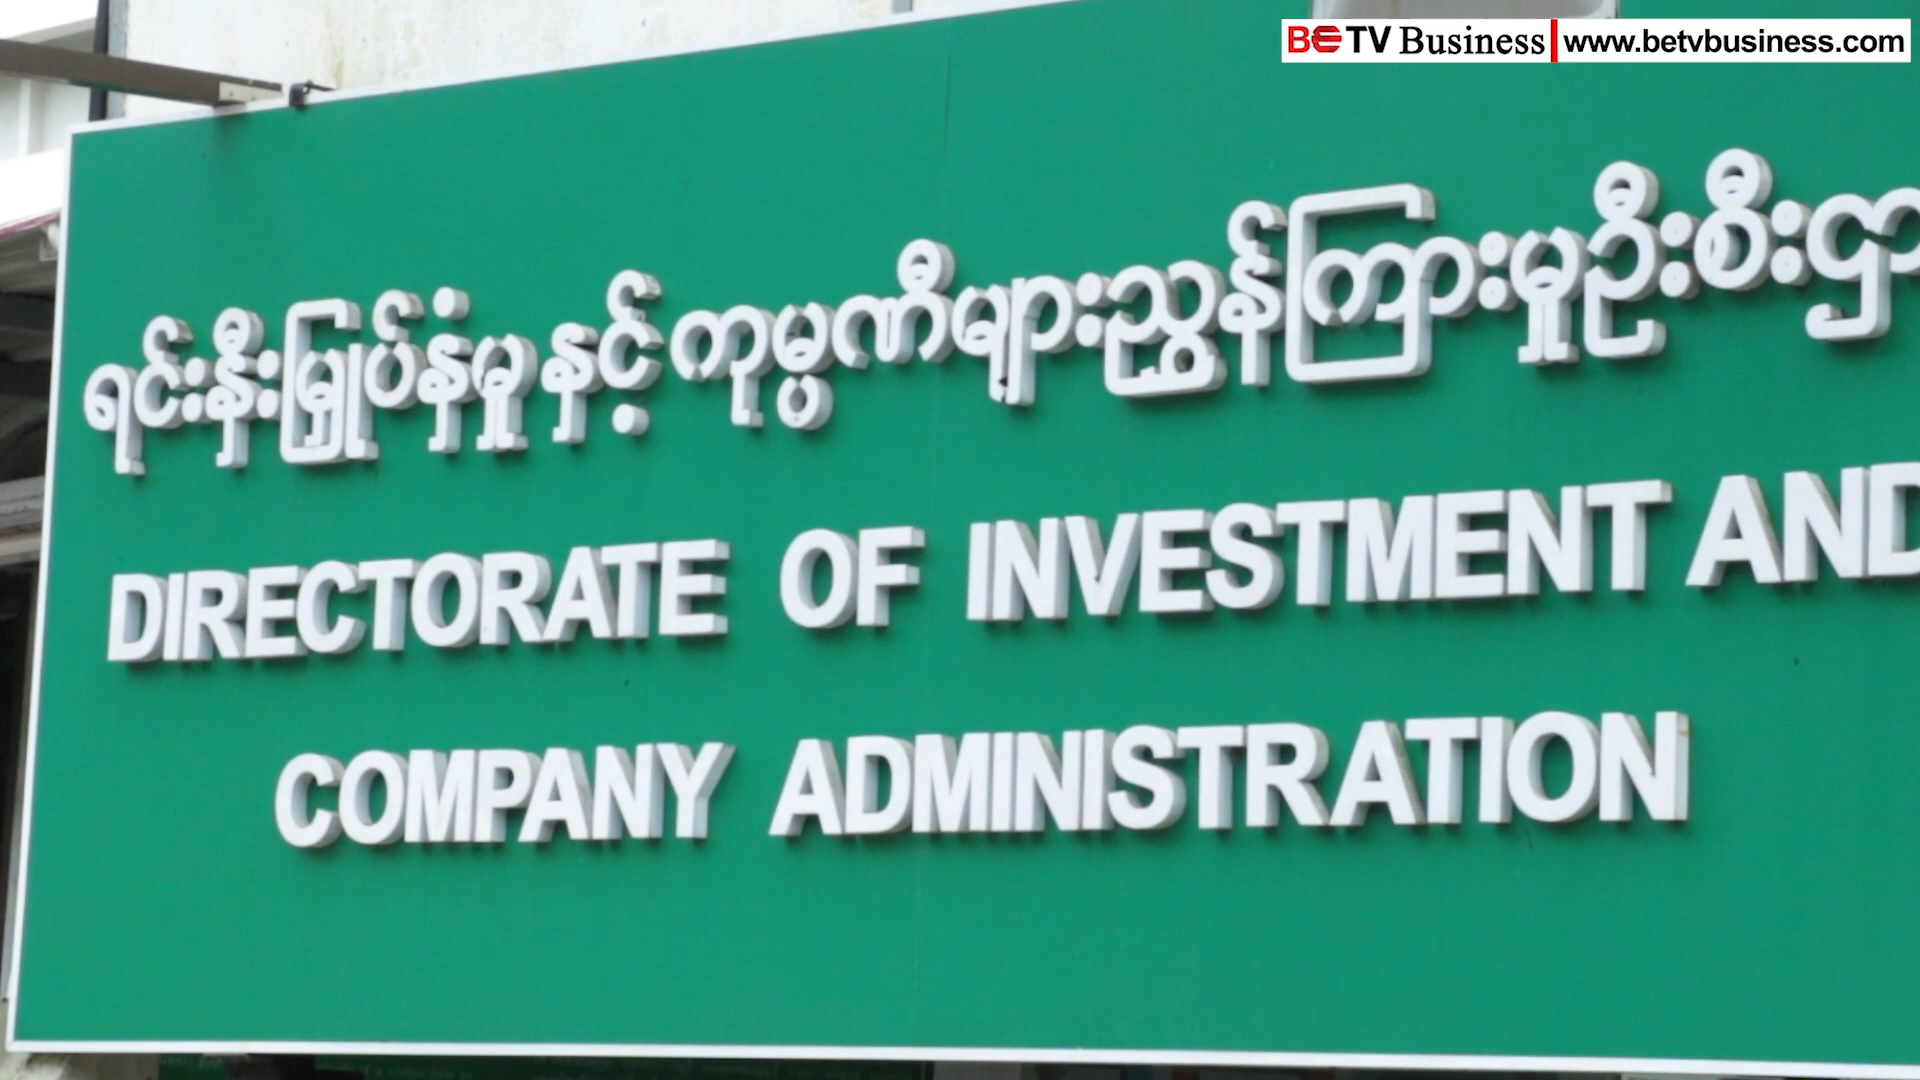 BETV Business | www.betvbusiness.com
ရင်းနှီးမြှုပ်နှံမှုနှင့်ကုမ္ပဏီများညွှန်ကြားမှုဦးစီးဌာ
DIRECTORATE OF INVESTMENT AND
COMPANY ADMINISTRATION